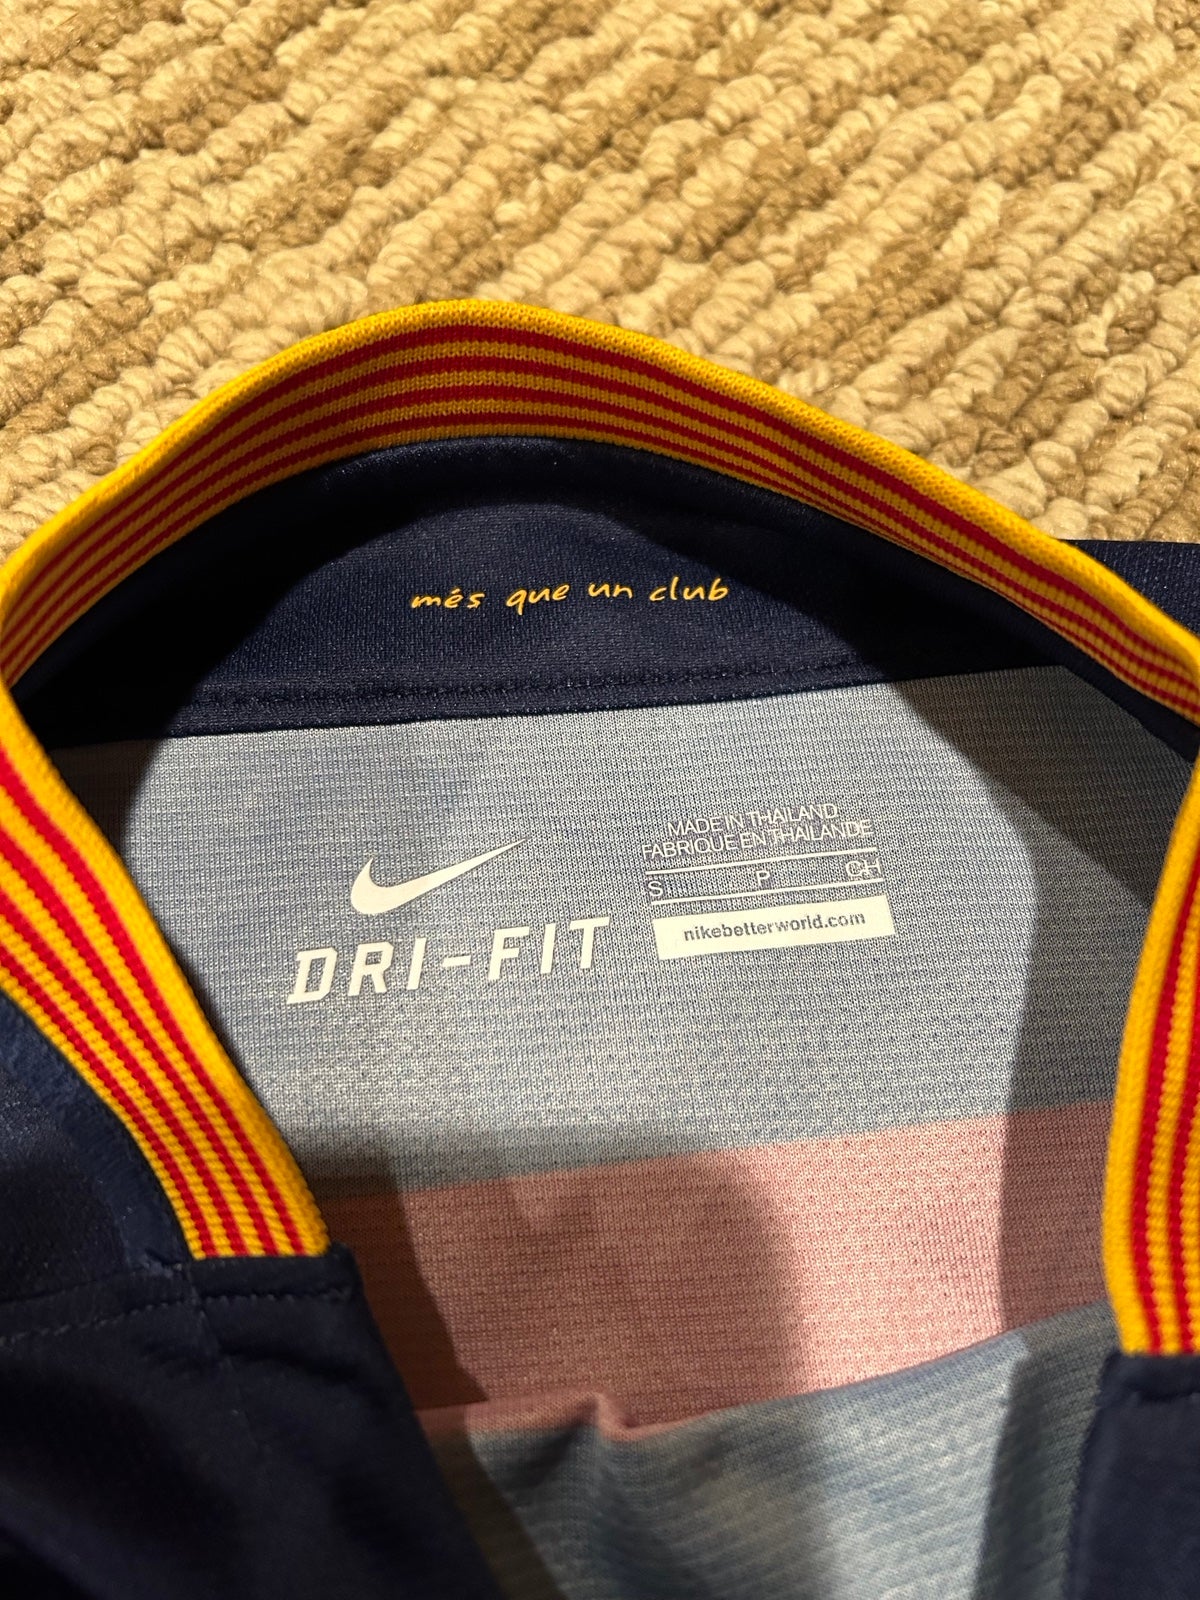 més que un club
DRI-FIT
MADE IN THAILAND
FABRIQUE EN THAILANDE
S P CH
nikebetterworld.com